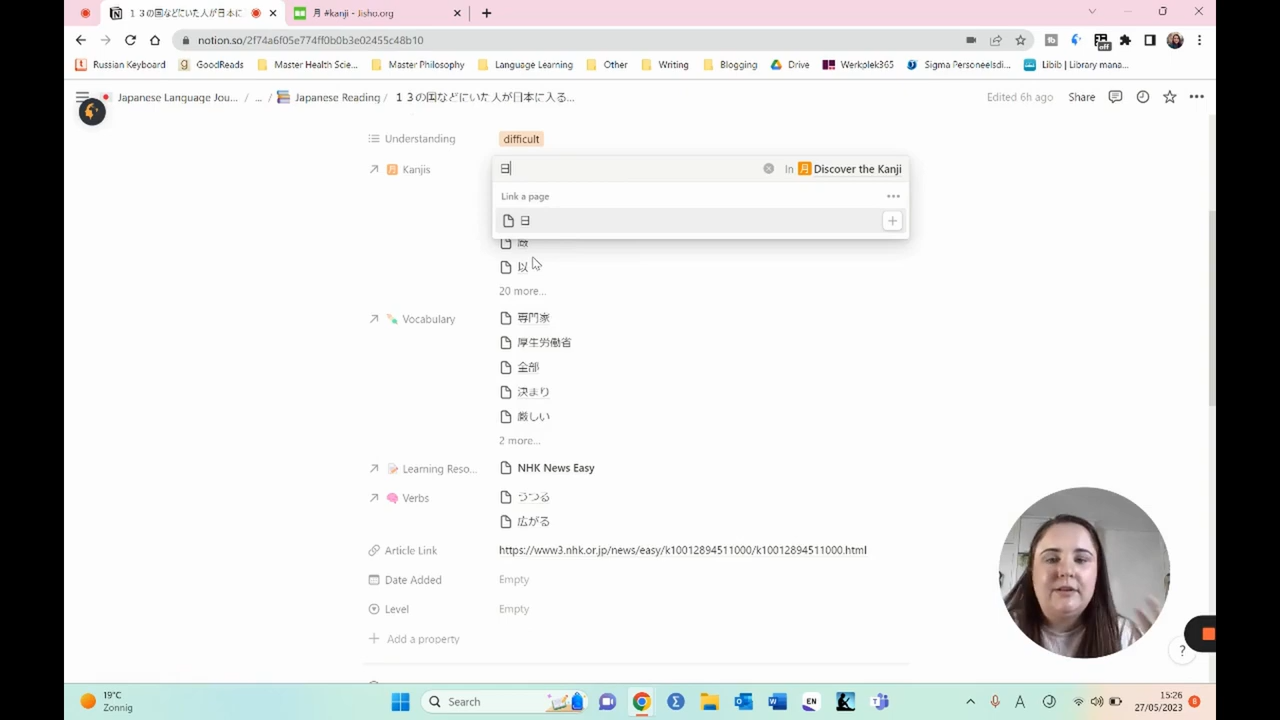 １３の国などにいた人が日本に
月 #kanji - Jisho.org
notion.so/2f74a6f05e774ff0b0b3e02455c48b10
off
Russian Keyboard
GoodReads
Master Health Scie...
Master Philosophy
Language Learning
Other
Writing
Blogging
Drive
Werkplek365
Sigma Personeelsdi...
Libib | Library mana...
Japanese Language Jou... / ... / Japanese Reading / １３の国などにいた人が日本に入る...
Edited 6h ago
Share
Understanding
difficult
Kanjis
日
In 月 Discover the Kanji
Link a page
日
厳
以
20 more...
Vocabulary
専門家
厚生労働省
全部
決まり
厳しい
2 more...
Learning Reso...
NHK News Easy
Verbs
うつる
広がる
Article Link
https://www3.nhk.or.jp/news/easy/k10012894511000/k10012894511000.html
Date Added
Empty
Level
Empty
Add a property
?
19°C
Zonnig
Search
EN
15:26
27/05/2023
8